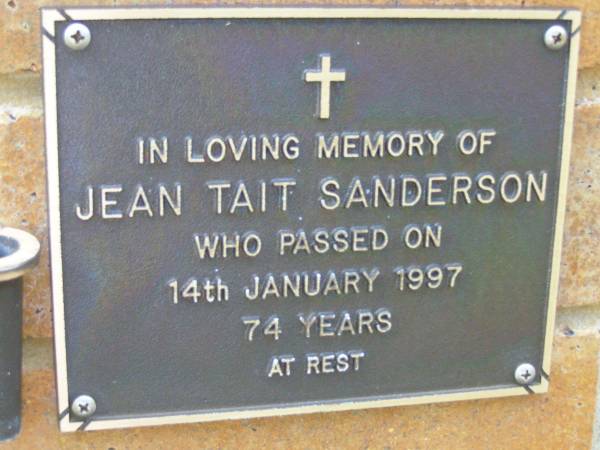 IN LOVING MEMORY OF
JEAN TAIT SANDERSON
WHO PASSED ON
14th JANUARY 1997
74 YEARS
AT REST